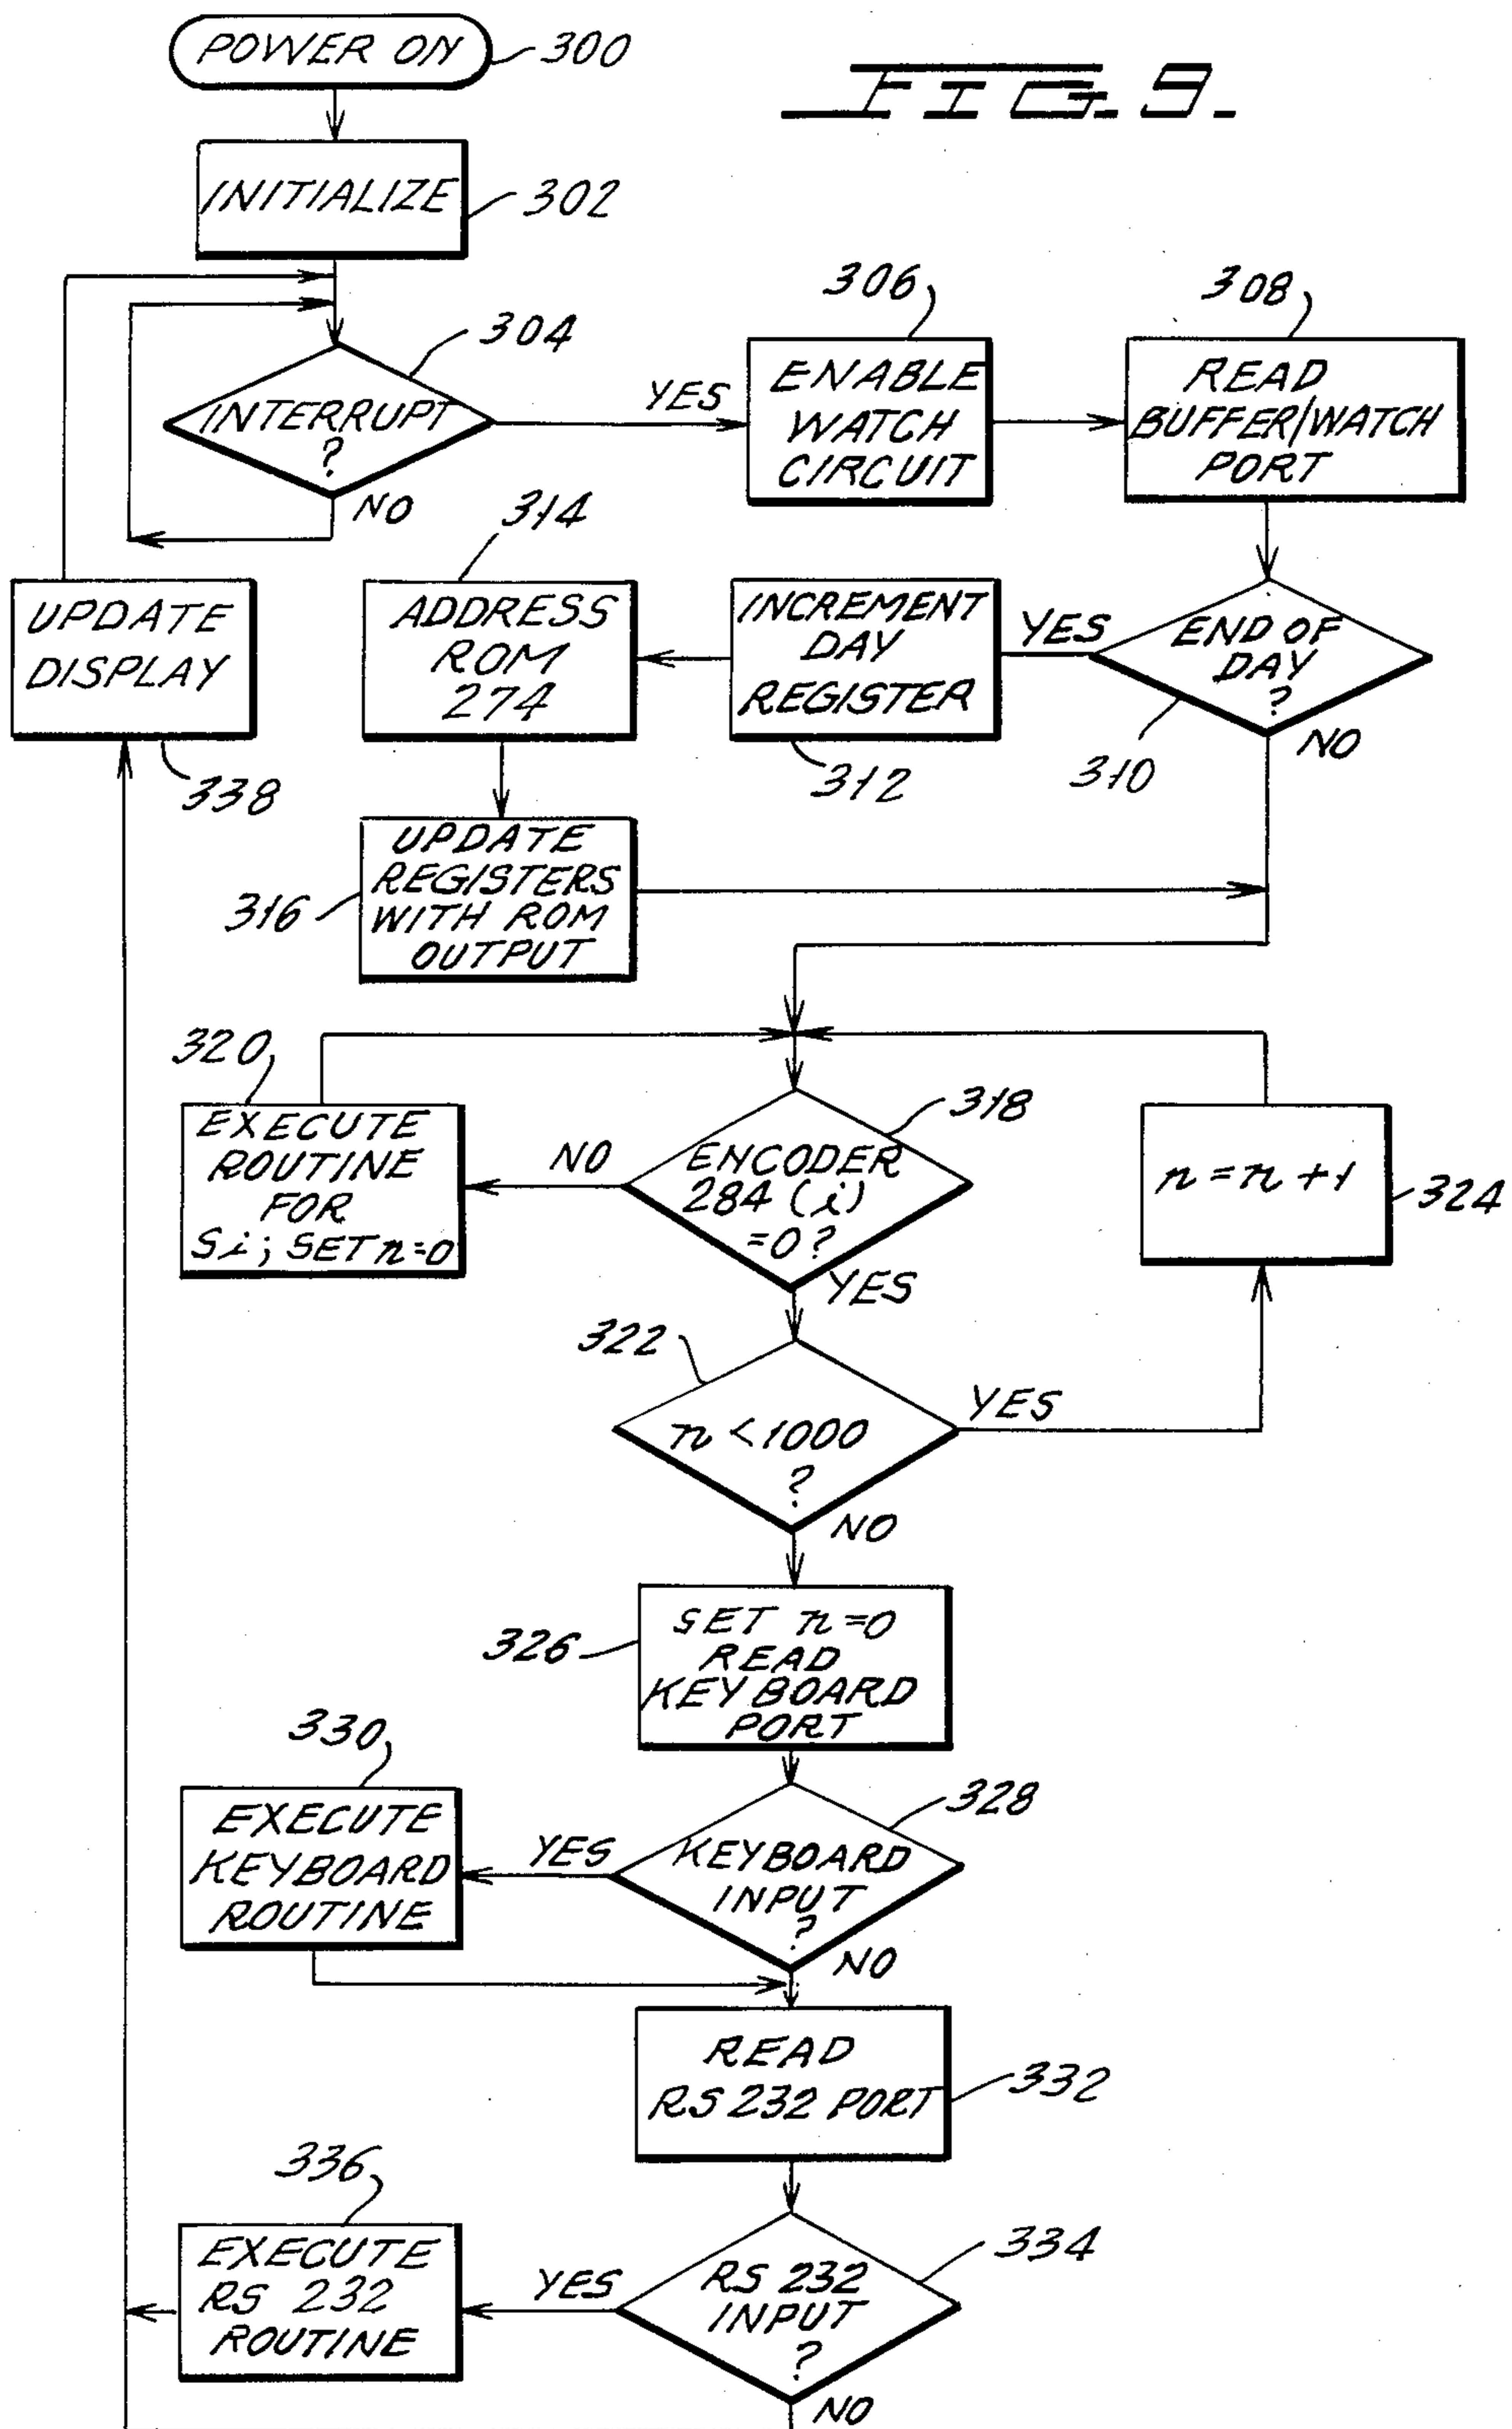 POWER ON
300
FIG. 9.
INITIALIZE
302
304
306
308
INTERRUPT
?
YES
NO
ENABLE
WATCH
CIRCUIT
READ
BUFFER/WATCH
PORT
314
UPDATE
DISPLAY
338
ADDRESS
ROM
274
INCREMENT
DAY
REGISTER
312
YES
END OF
DAY
?
310
NO
316
UPDATE
REGISTERS
WITH ROM
OUTPUT
320
EXECUTE
ROUTINE
FOR
Si; SET n=0
NO
ENCODER
284 (i)
=0?
318
YES
n = n + 1
324
322
n < 1000
?
YES
NO
326
SET n=0
READ
KEYBOARD
PORT
330
EXECUTE
KEYBOARD
ROUTINE
YES
KEYBOARD
INPUT
?
328
NO
READ
RS 232 PORT
332
336
EXECUTE
RS 232
ROUTINE
YES
RS 232
INPUT
?
334
NO